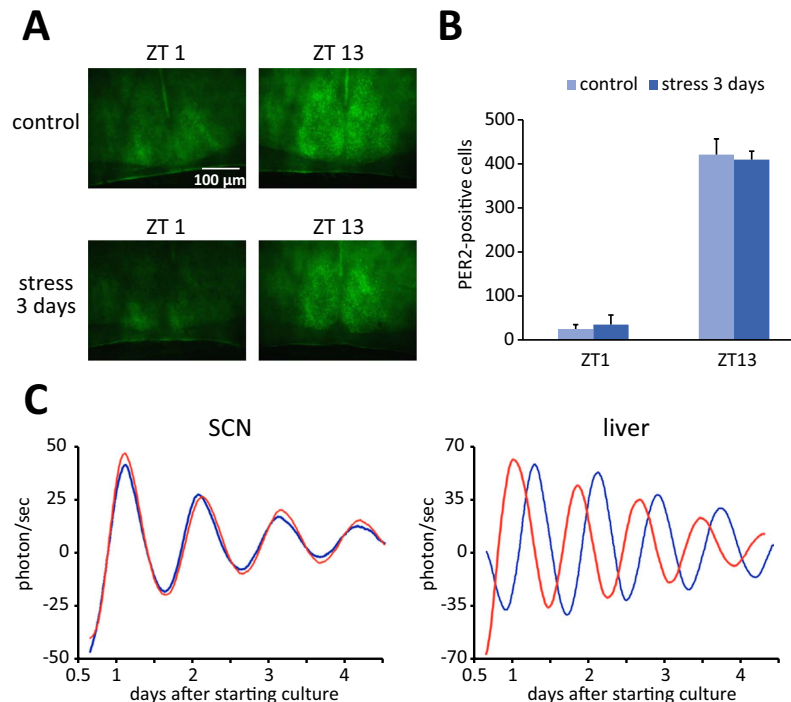 A
ZT 1
ZT 13
control
100 µm
ZT 1
ZT 13
stress
3 days
B
control stress 3 days
PER2-positive cells
500
400
300
200
100
0
ZT1
ZT13
C
SCN
photon/sec
50
25
0
-25
-50
0.5 1 2 3 4
days after starting culture
liver
photon/sec
70
35
0
-35
-70
0.5 1 2 3 4
days after starting culture